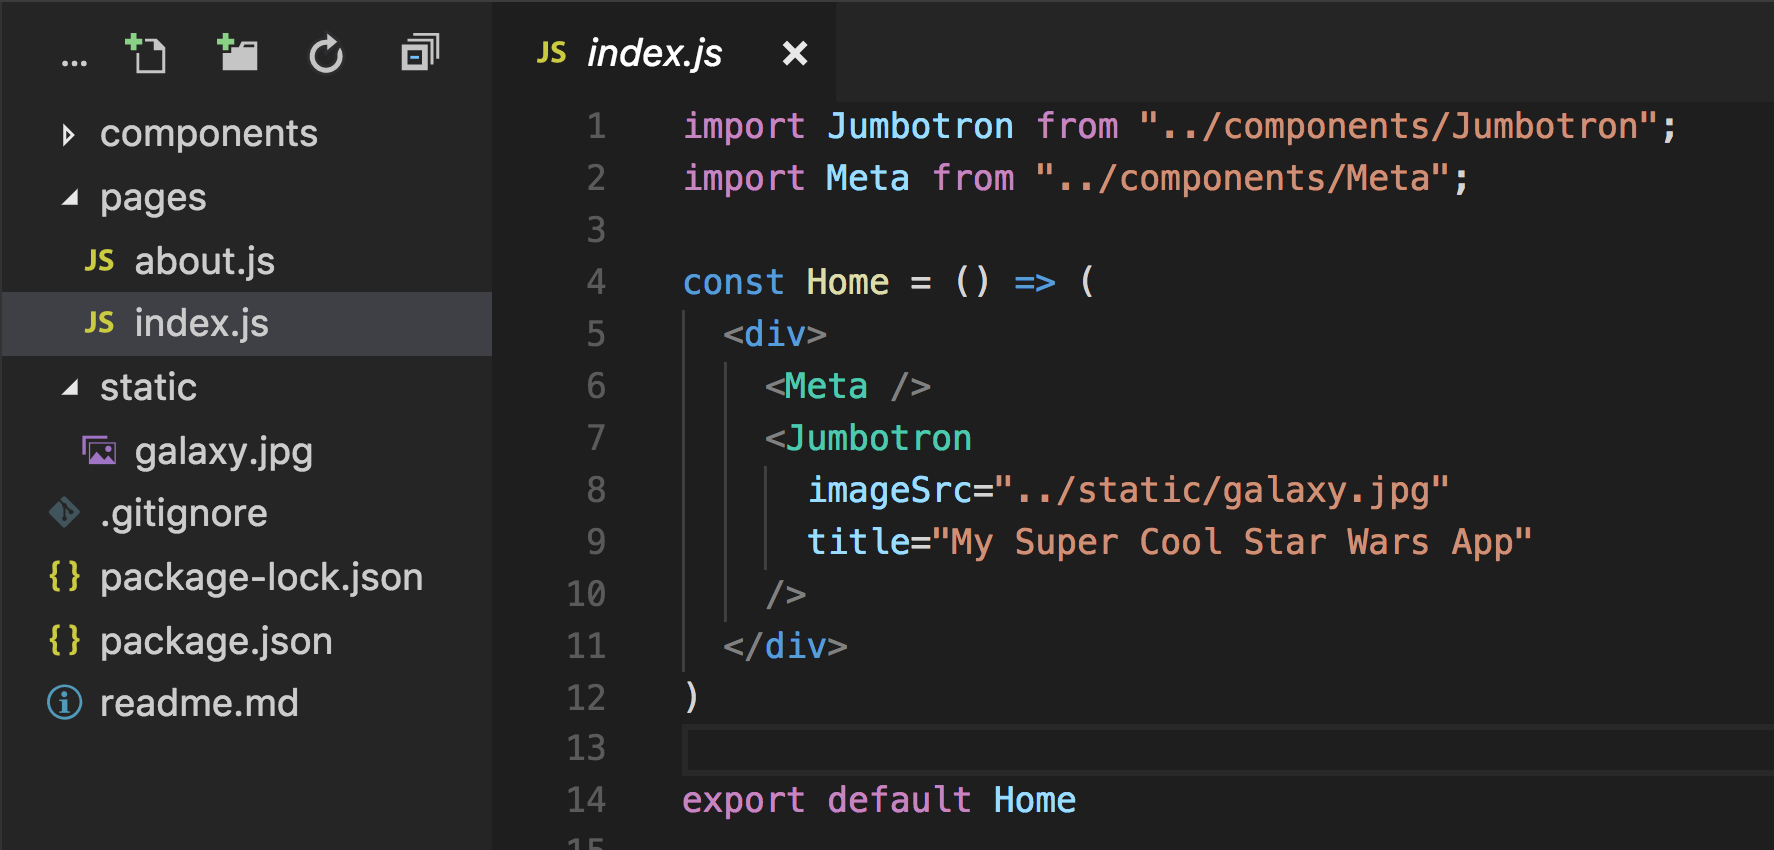 ...
components
pages
JS about.js
JS index.js
static
galaxy.jpg
.gitignore
{} package-lock.json
{} package.json
readme.md
JS index.js
1 import Jumbotron from "../components/Jumbotron";
2 import Meta from "../components/Meta";
3
4 const Home = () => (
5 <div>
6 <Meta />
7 <Jumbotron
8 imageSrc="../static/galaxy.jpg"
9 title="My Super Cool Star Wars App"
10 />
11 </div>
12 )
13
14 export default Home
15